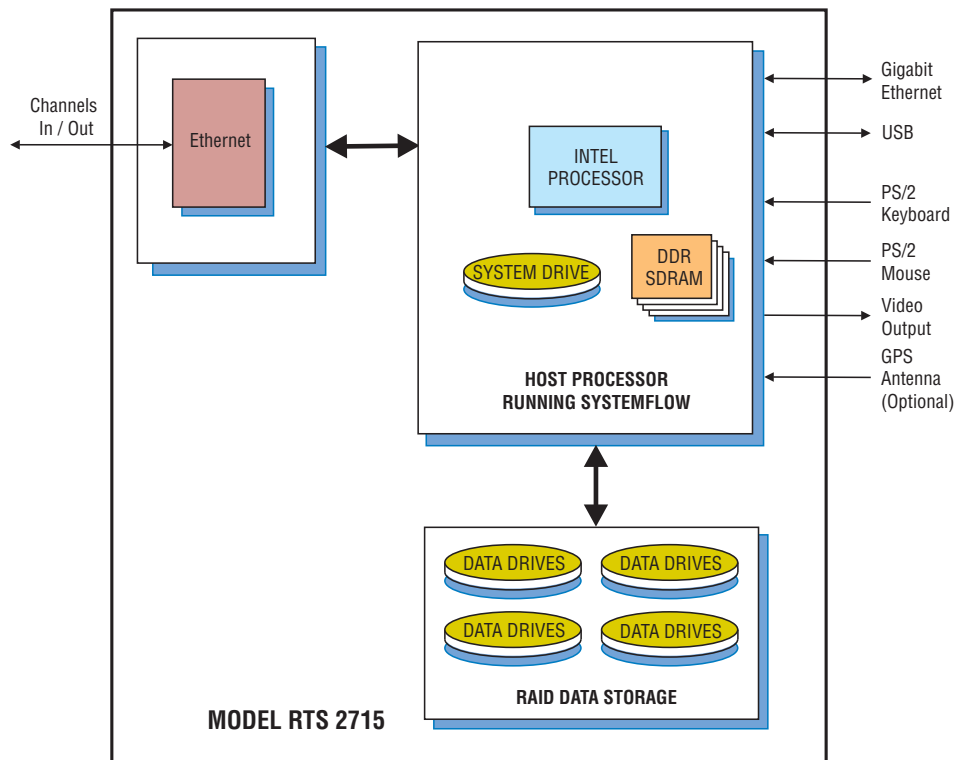 Channels
In / Out
Ethernet
INTEL
PROCESSOR
SYSTEM DRIVE
DDR
SDRAM
HOST PROCESSOR
RUNNING SYSTEMFLOW
Gigabit
Ethernet
USB
PS/2
Keyboard
PS/2
Mouse
Video
Output
GPS
Antenna
(Optional)
DATA DRIVES
DATA DRIVES
DATA DRIVES
DATA DRIVES
RAID DATA STORAGE
MODEL RTS 2715